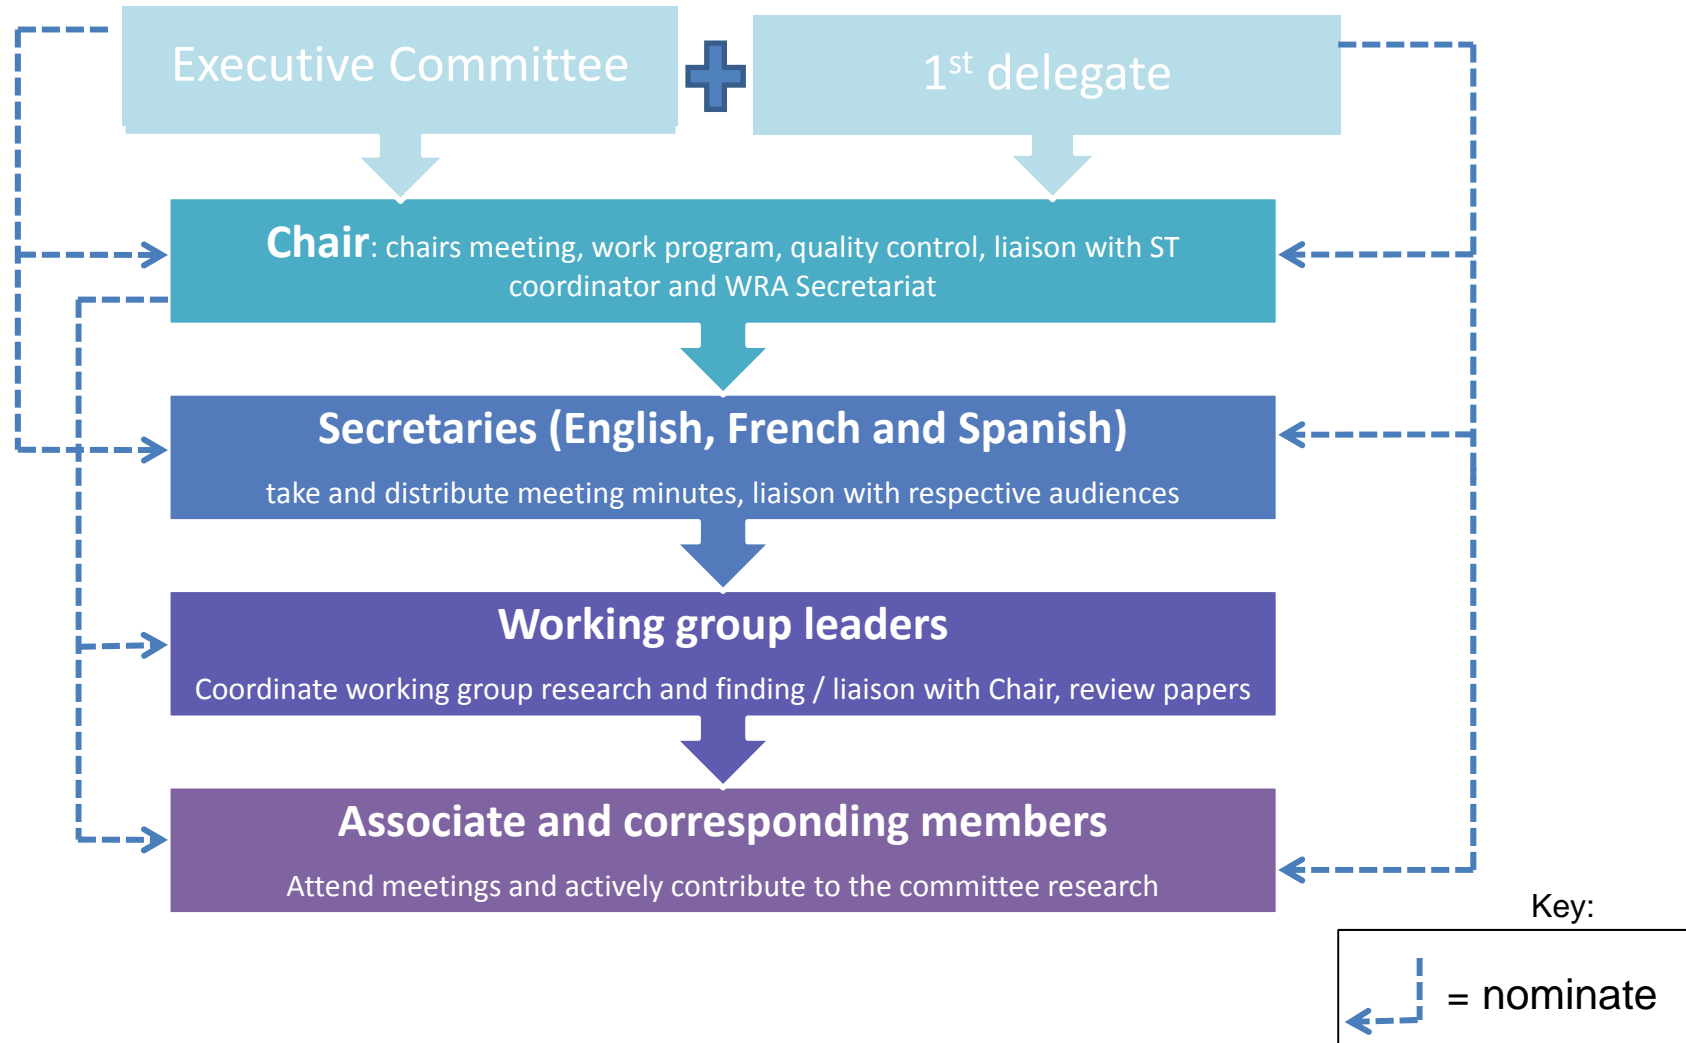 Executive Committee
1st delegate
Chair: chairs meeting, work program, quality control, liaison with ST
coordinator and WRA Secretariat
Secretaries (English, French and Spanish)
take and distribute meeting minutes, liaison with respective audiences
Working group leaders
Coordinate working group research and finding / liaison with Chair, review papers
Associate and corresponding members
Attend meetings and actively contribute to the committee research
Key:
= nominate